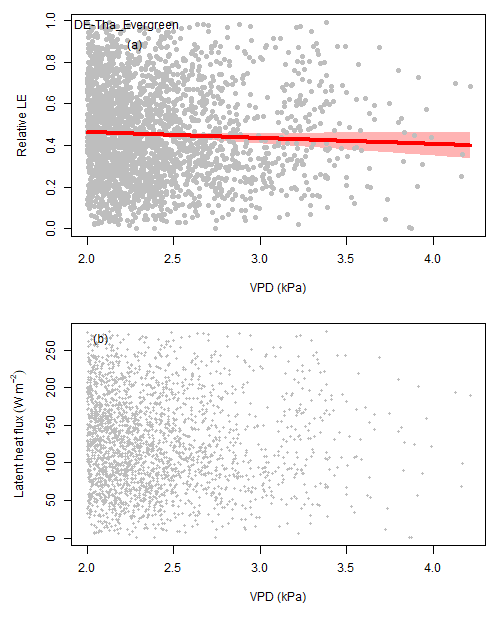 DE-Tha_Evergreen
(a)
Relative LE
0.0 0.2 0.4 0.6 0.8 1.0
2.0 2.5 3.0 3.5 4.0
VPD (kPa)
(b)
Latent heat flux (W m⁻²)
0 50 100 150 200 250
2.0 2.5 3.0 3.5 4.0
VPD (kPa)